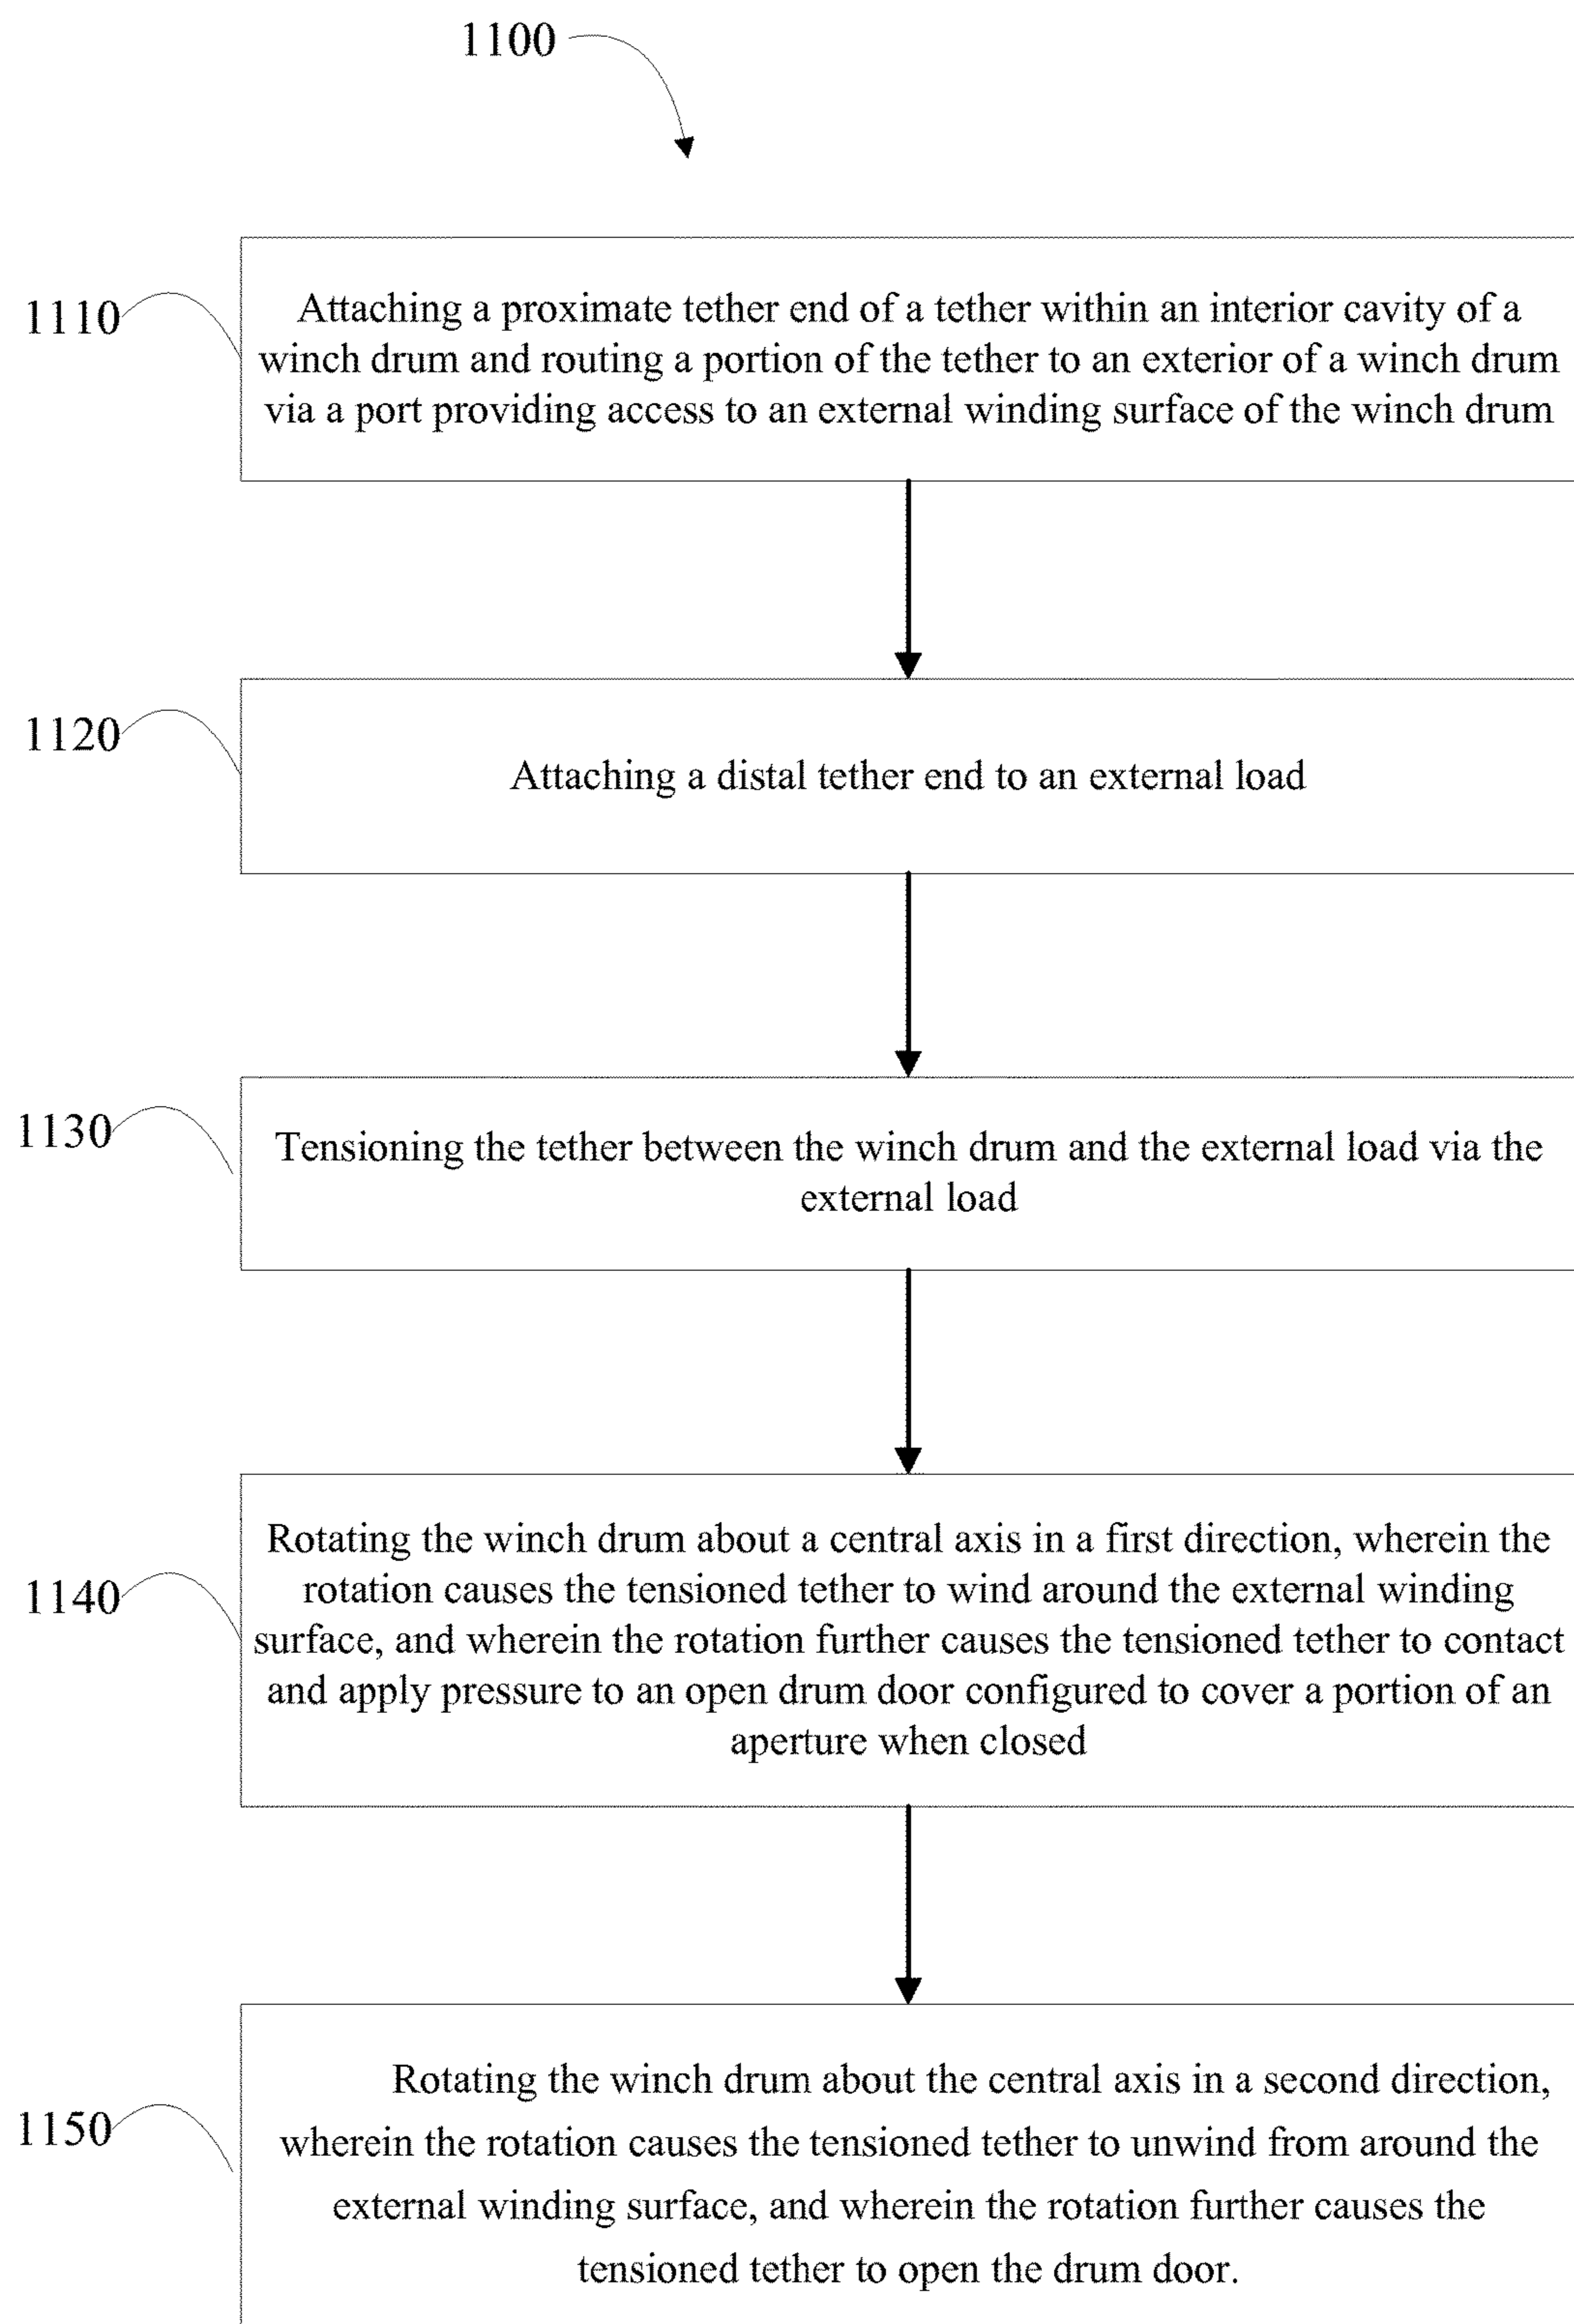 1100
1110
Attaching a proximate tether end of a tether within an interior cavity of a
winch drum and routing a portion of the tether to an exterior of a winch drum
via a port providing access to an external winding surface of the winch drum
1120
Attaching a distal tether end to an external load
1130
Tensioning the tether between the winch drum and the external load via the
external load
1140
Rotating the winch drum about a central axis in a first direction, wherein the
rotation causes the tensioned tether to wind around the external winding
surface, and wherein the rotation further causes the tensioned tether to contact
and apply pressure to an open drum door configured to cover a portion of an
aperture when closed
1150
Rotating the winch drum about the central axis in a second direction,
wherein the rotation causes the tensioned tether to unwind from around the
external winding surface, and wherein the rotation further causes the
tensioned tether to open the drum door.